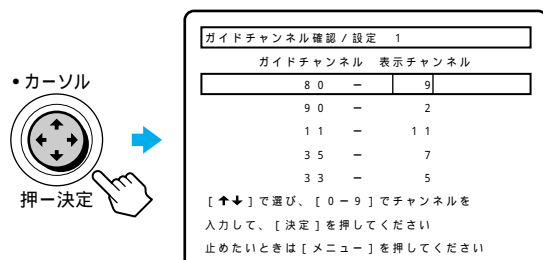 •カーソル
押ー決定
ガイドチャンネル確認/設定 1
ガイドチャンネル 表示チャンネル
80 ー 9
90 ー 2
11 ー 11
35 ー 7
33 ー 5
[↑↓]で選び、[0－9]でチャンネルを
入力して、[決定]を押してください
止めたいときは[メニュー]を押してください